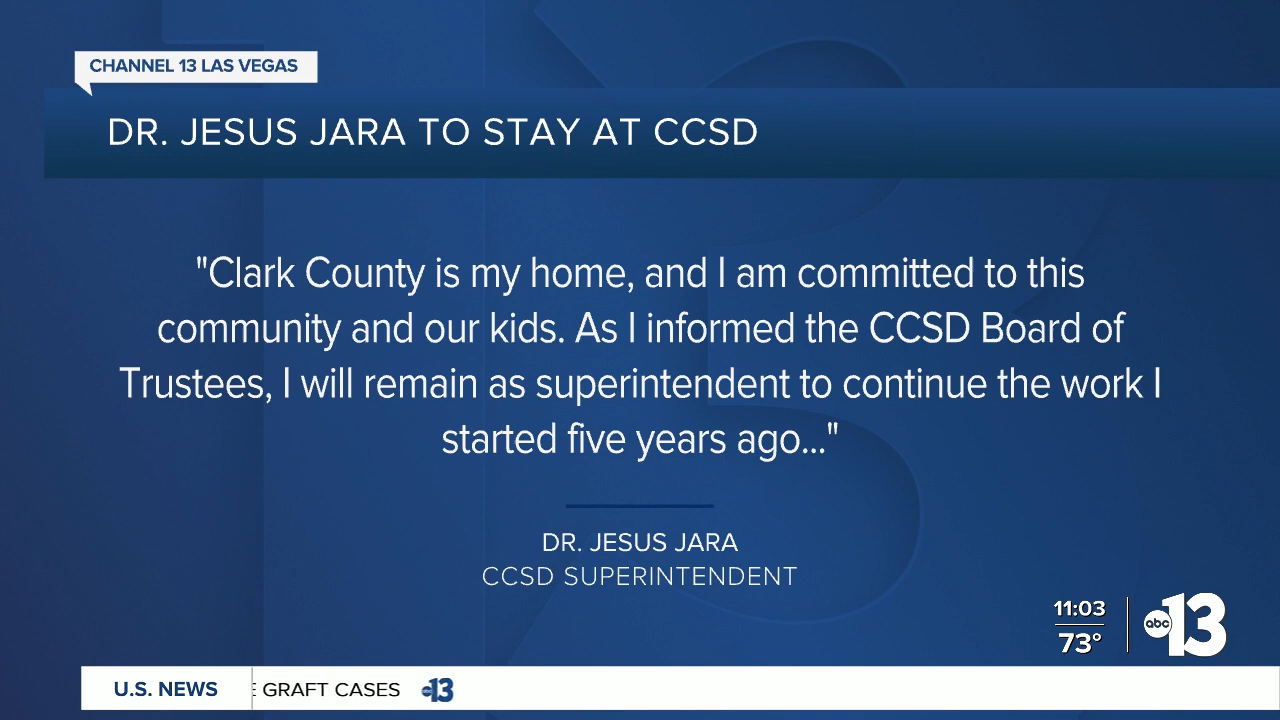 CHANNEL 13 LAS VEGAS
DR. JESUS JARA TO STAY AT CCSD
"Clark County is my home, and I am committed to this
community and our kids. As I informed the CCSD Board of
Trustees, I will remain as superintendent to continue the work I
started five years ago..."
DR. JESUS JARA
CCSD SUPERINTENDENT
11:03
73°
abc 13
U.S. NEWS
GRAFT CASES
abc 13